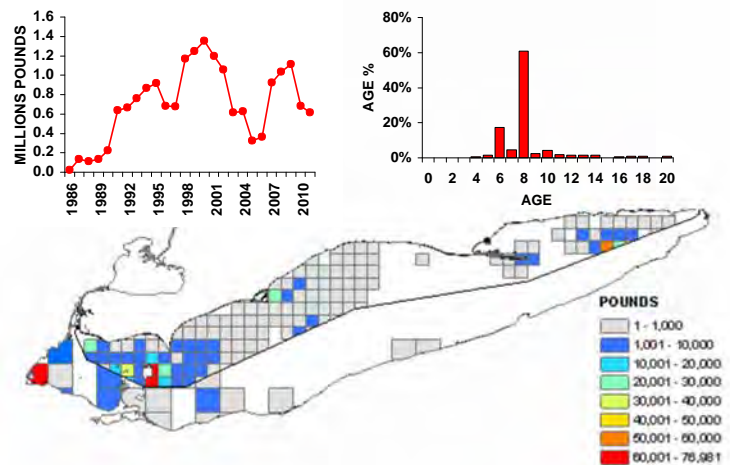 MILLIONS POUNDS
1.6
1.4
1.2
1.0
0.8
0.6
0.4
0.2
0.0
1986
1989
1992
1995
1998
2001
2004
2007
2010
AGE %
80%
60%
40%
20%
0%
0 2 4 6 8 10 12 14 16 18 20
AGE
POUNDS
1 - 1,000
1,001 - 10,000
10,001 - 20,000
20,001 - 30,000
30,001 - 40,000
40,001 - 50,000
50,001 - 60,000
60,001 - 76,981